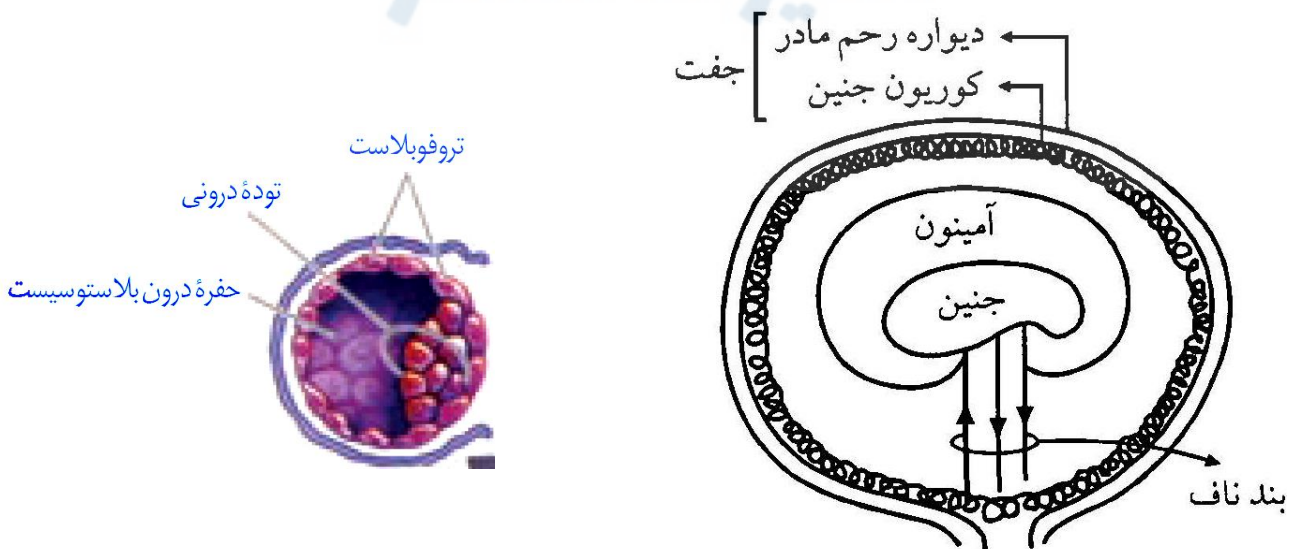 دیواره رحم مادر
کوریون جنین
جفت
آمینون
جنین
بند ناف
تروفوبلاست
تودهٔ درونی
حفرهٔ درون بلاستوسیست